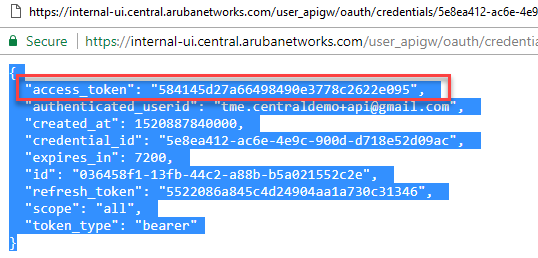 https://internal-ui.central.arubanetworks.com/user_apigw/oauth/credentials/5e8ea412-ac6e-4e9
Secure https://internal-ui.central.arubanetworks.com/user_apigw/oauth/credentia
{
"access_token": "584145d27a66498490e3778c2622e095",
"authenticated_userid": "tme.centraldemo+api@gmail.com",
"created_at": 1520887840000,
"credential_id": "5e8ea412-ac6e-4e9c-900d-d718e52d09ac",
"expires_in": 7200,
"id": "036458f1-13fb-44c2-a88b-b5a021552c2e",
"refresh_token": "5522086a845c4d24904aa1a730c31346",
"scope": "all",
"token_type": "bearer"
}